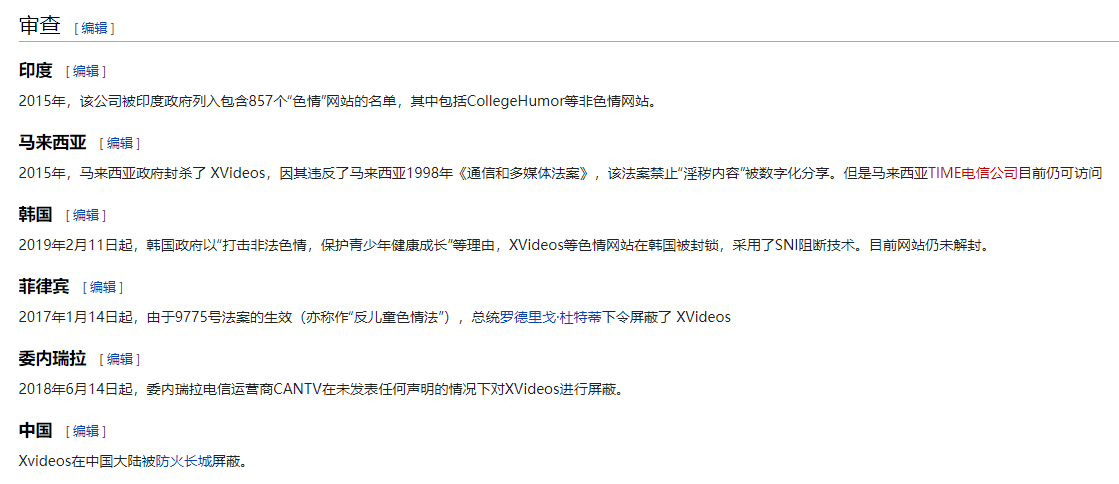 审查 [编辑]
印度 [编辑]
2015年，该公司被印度政府列入包含857个“色情”网站的名单，其中包括CollegeHumor等非色情网站。
马来西亚 [编辑]
2015年，马来西亚政府封杀了 XVideos，因其违反了马来西亚1998年《通信和多媒体法案》，该法案禁止“淫秽内容”被数字化分享。但是马来西亚TIME电信公司目前仍可访问
韩国 [编辑]
2019年2月11日起，韩国政府以“打击非法色情，保护青少年健康成长”等理由，XVideos等色情网站在韩国被封锁，采用了SNI阻断技术。目前网站仍未解封。
菲律宾 [编辑]
2017年1月14日起，由于9775号法案的生效（亦称作“反儿童色情法”），总统罗德里戈·杜特蒂下令屏蔽了 XVideos
委内瑞拉 [编辑]
2018年6月14日起，委内瑞拉电信运营商CANTV在未发表任何声明的情况下对XVideos进行屏蔽。
中国 [编辑]
Xvideos在中国大陆被防火长城屏蔽。